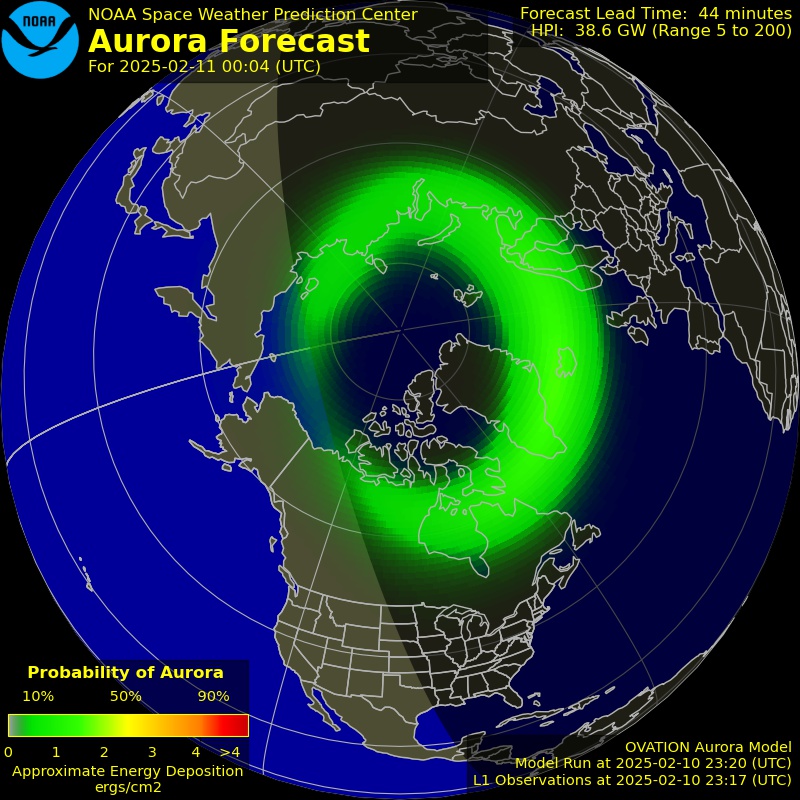 NOAA
NOAA Space Weather Prediction Center
Aurora Forecast
For 2025-02-11 00:04 (UTC)
Forecast Lead Time:  44 minutes
HPI:  38.6 GW (Range 5 to 200)
Probability of Aurora
10% 50% 90%
0 1 2 3 4 >4
Approximate Energy Deposition
ergs/cm2
OVATION Aurora Model
Model Run at 2025-02-10 23:20 (UTC)
L1 Observations at 2025-02-10 23:17 (UTC)